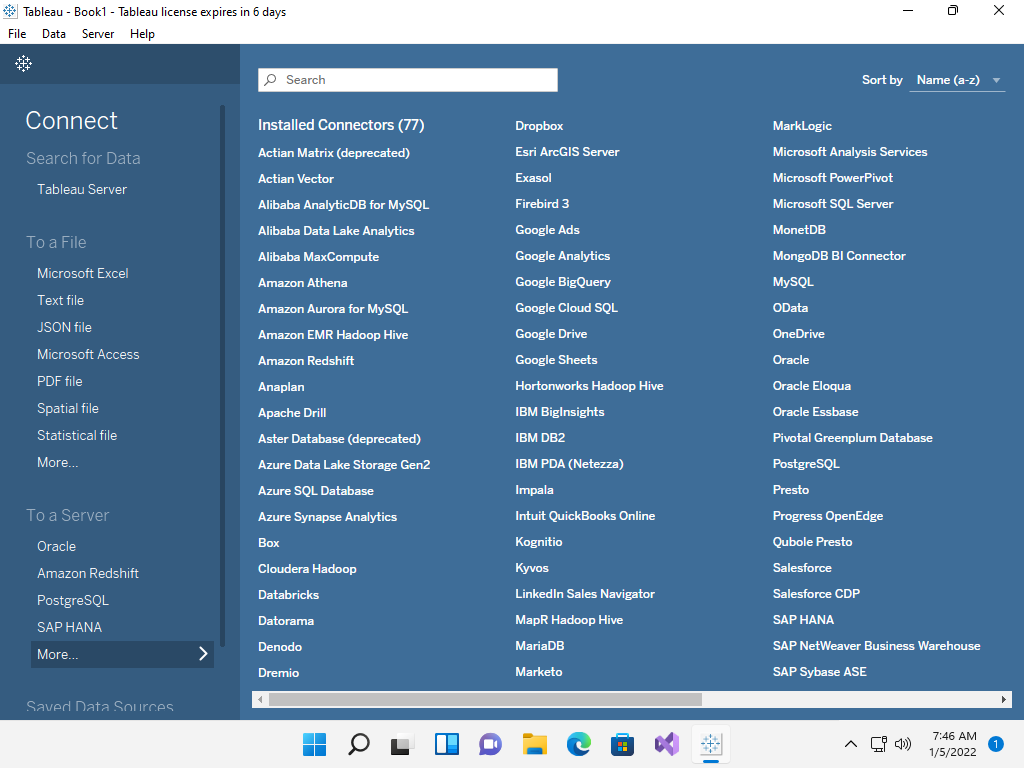 Tableau - Book1 - Tableau license expires in 6 days
File Data Server Help
Connect
Search for Data
Tableau Server
To a File
Microsoft Excel
Text file
JSON file
Microsoft Access
PDF file
Spatial file
Statistical file
More...
To a Server
Oracle
Amazon Redshift
PostgreSQL
SAP HANA
More...
Saved Data Sources
Search
Sort by Name (a-z)
Installed Connectors (77)
Actian Matrix (deprecated)
Actian Vector
Alibaba AnalyticDB for MySQL
Alibaba Data Lake Analytics
Alibaba MaxCompute
Amazon Athena
Amazon Aurora for MySQL
Amazon EMR Hadoop Hive
Amazon Redshift
Anaplan
Apache Drill
Aster Database (deprecated)
Azure Data Lake Storage Gen2
Azure SQL Database
Azure Synapse Analytics
Box
Cloudera Hadoop
Databricks
Datorama
Denodo
Dremio
Dropbox
Esri ArcGIS Server
Exasol
Firebird 3
Google Ads
Google Analytics
Google BigQuery
Google Cloud SQL
Google Drive
Google Sheets
Hortonworks Hadoop Hive
IBM BigInsights
IBM DB2
IBM PDA (Netezza)
Impala
Intuit QuickBooks Online
Kognitio
Kyvos
LinkedIn Sales Navigator
MapR Hadoop Hive
MariaDB
Marketo
MarkLogic
Microsoft Analysis Services
Microsoft PowerPivot
Microsoft SQL Server
MonetDB
MongoDB BI Connector
MySQL
OData
OneDrive
Oracle
Oracle Eloqua
Oracle Essbase
Pivotal Greenplum Database
PostgreSQL
Presto
Progress OpenEdge
Qubole Presto
Salesforce
Salesforce CDP
SAP HANA
SAP NetWeaver Business Warehouse
SAP Sybase ASE
7:46 AM
1/5/2022
1